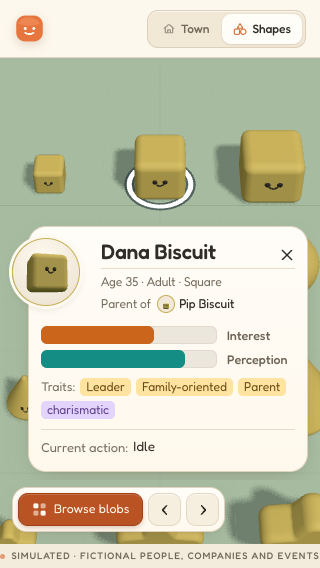 Town
Shapes
Dana Biscuit
Age 35 · Adult · Square
Parent of Pip Biscuit
Interest
Perception
Traits: Leader Family-oriented Parent
charismatic
Current action: Idle
Browse blobs
SIMULATED · FICTIONAL PEOPLE, COMPANIES AND EVENTS